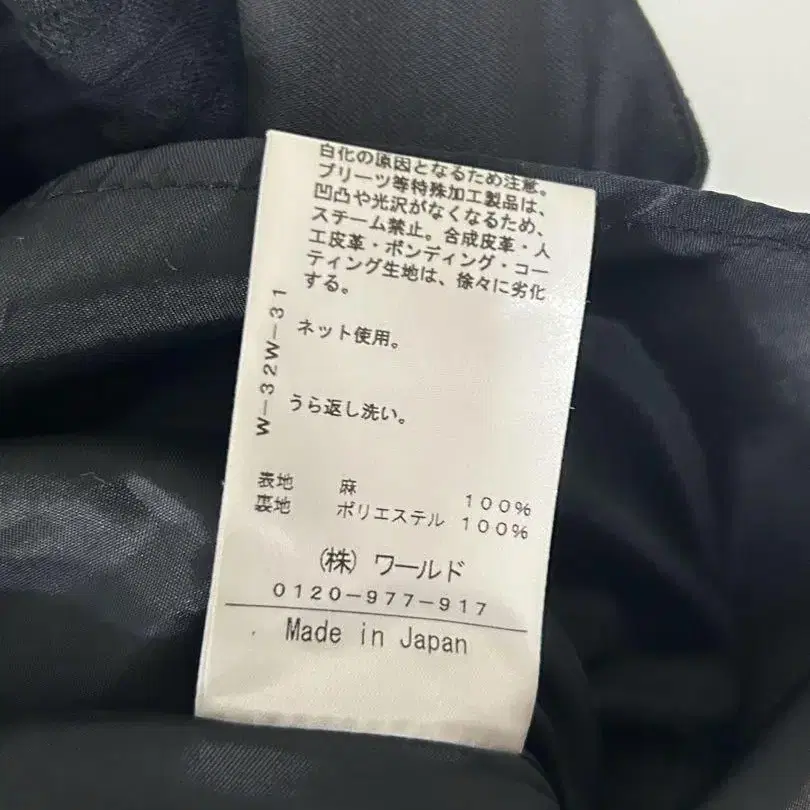 白化の原因となるため注意。
プリーツ等特殊加工製品は、
凹凸や光沢がなくなるため、
スチーム禁止。合成皮革・人
工皮革・ボンディング・コー
ティング生地は、徐々に劣化
する。
ネット使用。
うら返し洗い。
W-32W-31
表地 麻 100%
裏地 ポリエステル 100%
(株) ワールド
0120-977-917
Made in Japan